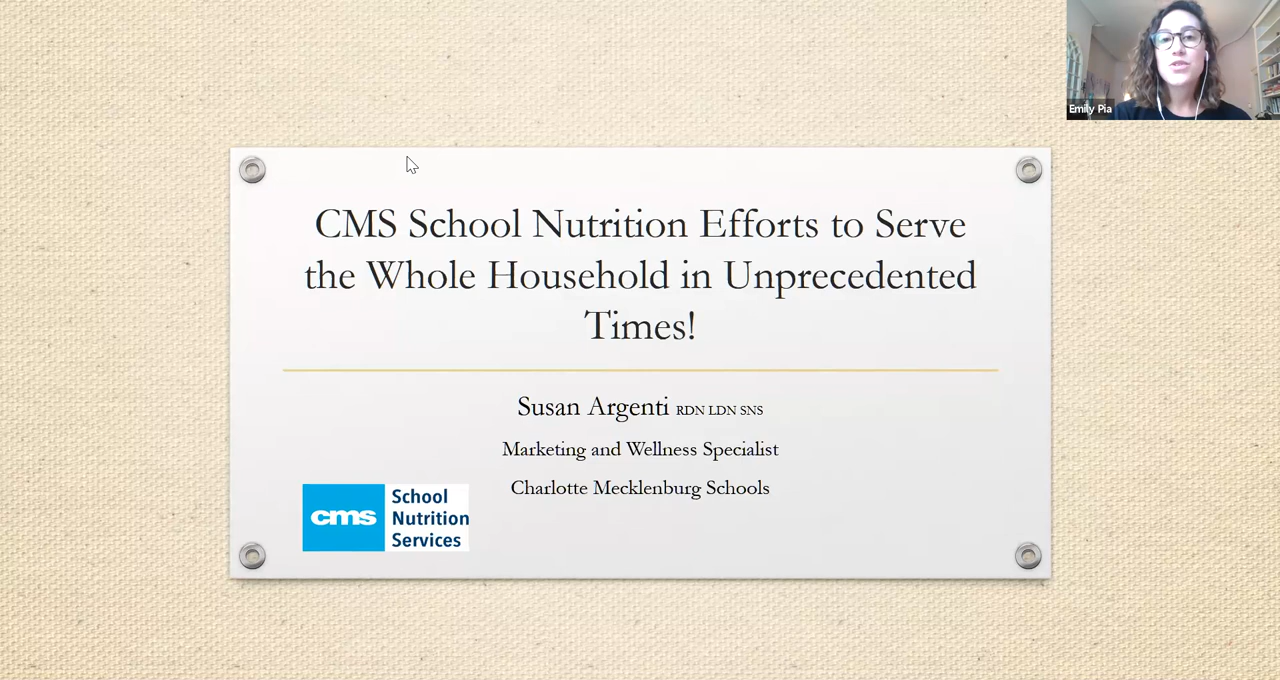 Emily Pia
CMS School Nutrition Efforts to Serve
the Whole Household in Unprecedented
Times!
Susan Argenti RDN LDN SNS
Marketing and Wellness Specialist
Charlotte Mecklenburg Schools
cms
School
Nutrition
Services